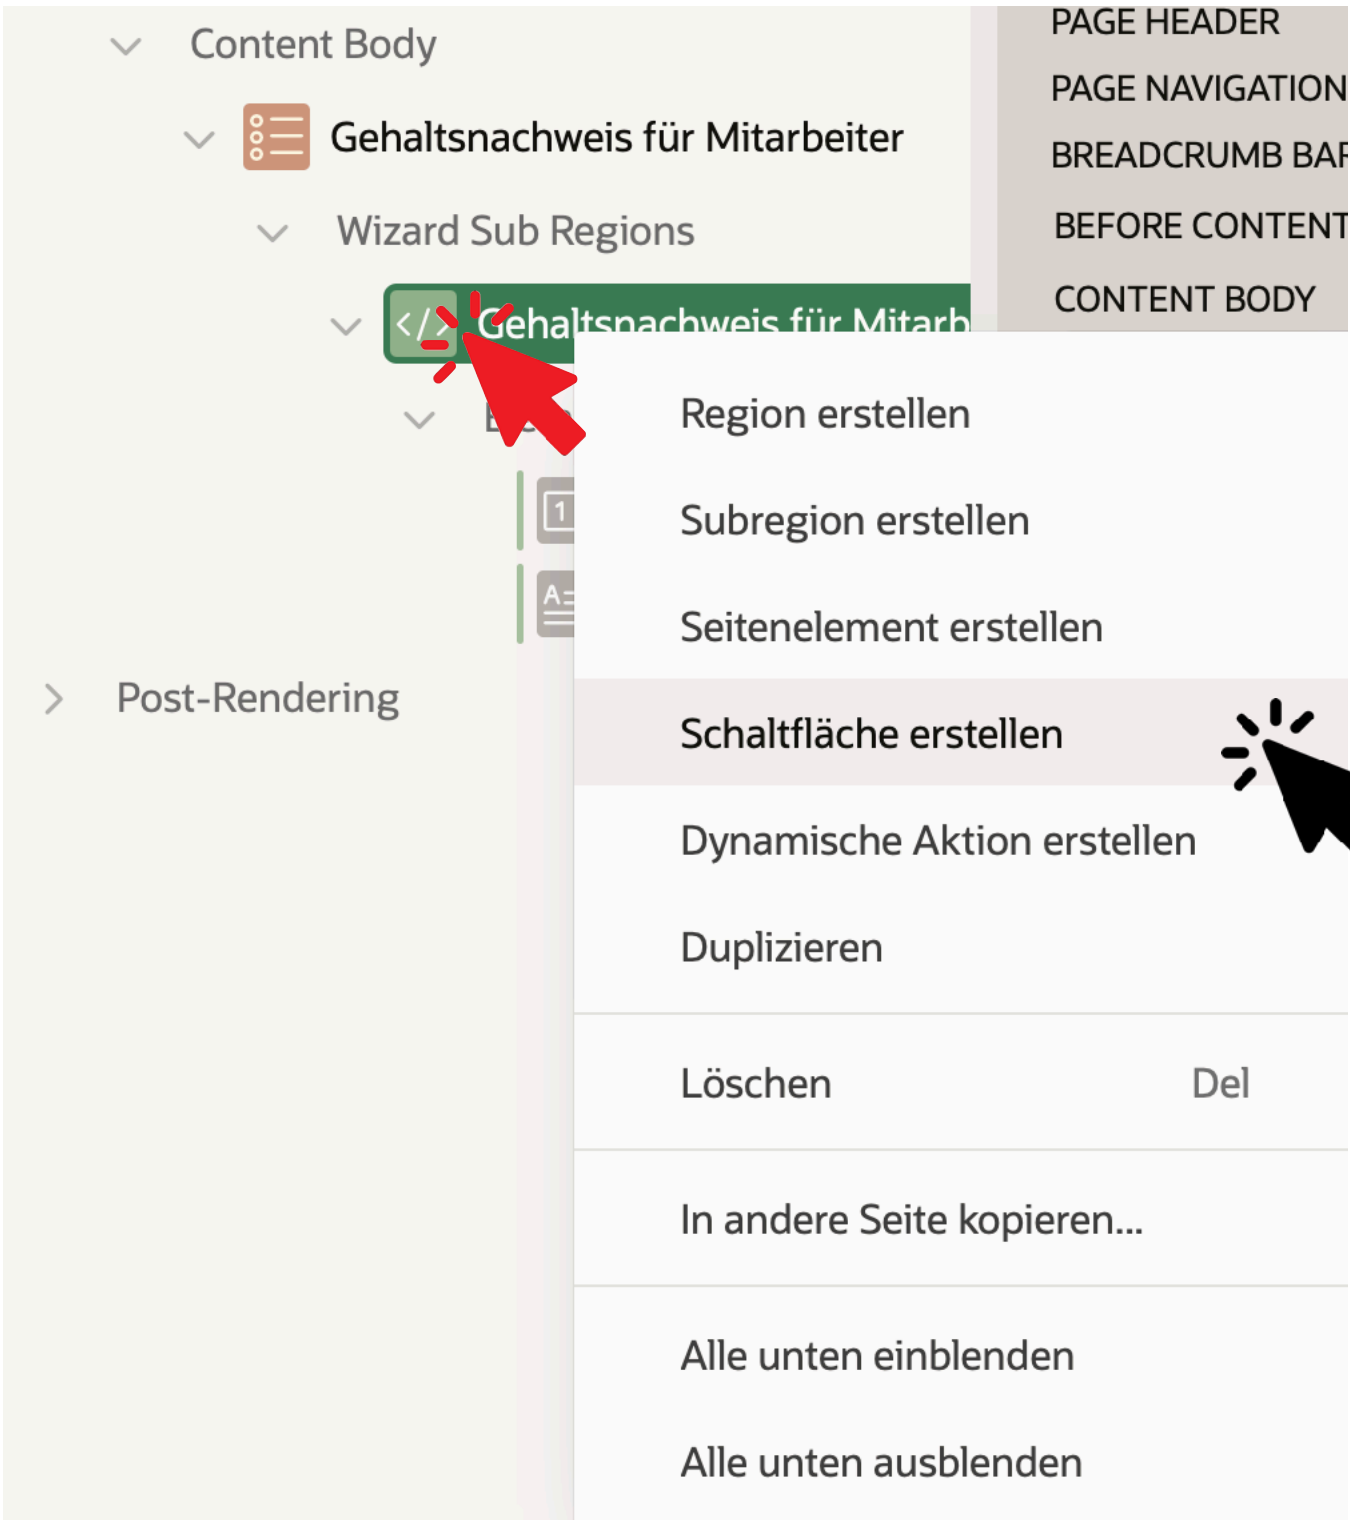 Content Body
Gehaltsnachweis für Mitarbeiter
Wizard Sub Regions
</> Gehaltsnachweis für Mitarb
1
A
Post-Rendering
PAGE HEADER
PAGE NAVIGATION
BREADCRUMB BAR
BEFORE CONTENT
CONTENT BODY
Region erstellen
Subregion erstellen
Seitenelement erstellen
Schaltfläche erstellen
Dynamische Aktion erstellen
Duplizieren
Löschen Del
In andere Seite kopieren...
Alle unten einblenden
Alle unten ausblenden